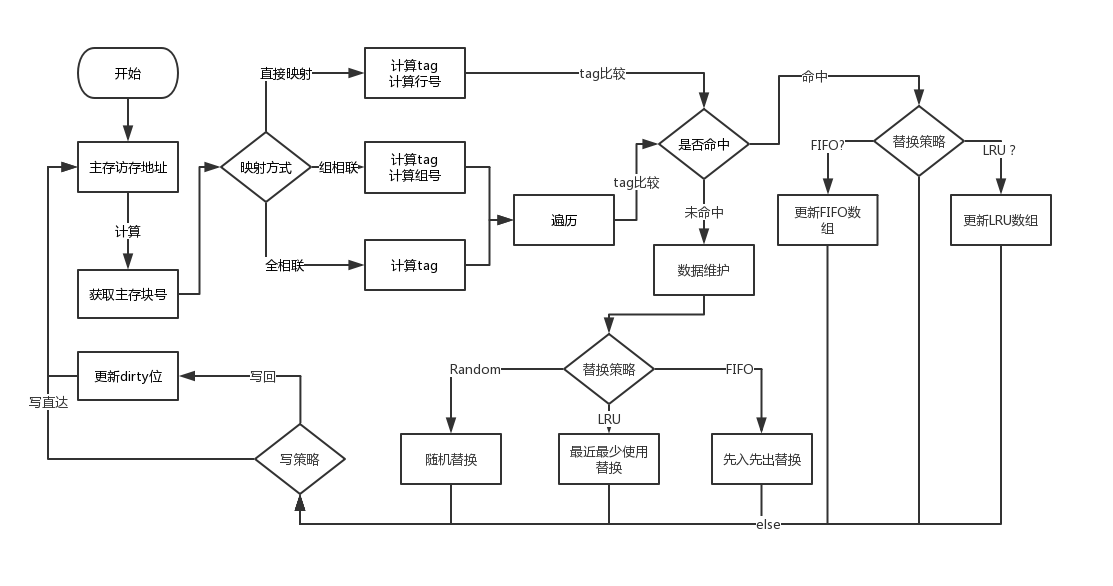 开始
主存访存地址
计算
获取主存块号
映射方式
直接映射
计算tag
计算行号
组相联
计算tag
计算组号
全相联
计算tag
遍历
tag比较
tag比较
是否命中
命中
替换策略
FIFO?
更新FIFO数
组
LRU ?
更新LRU数组
未命中
数据维护
替换策略
Random
随机替换
LRU
最近最少使用
替换
FIFO
先入先出替换
else
写策略
写回
更新dirty位
写直达